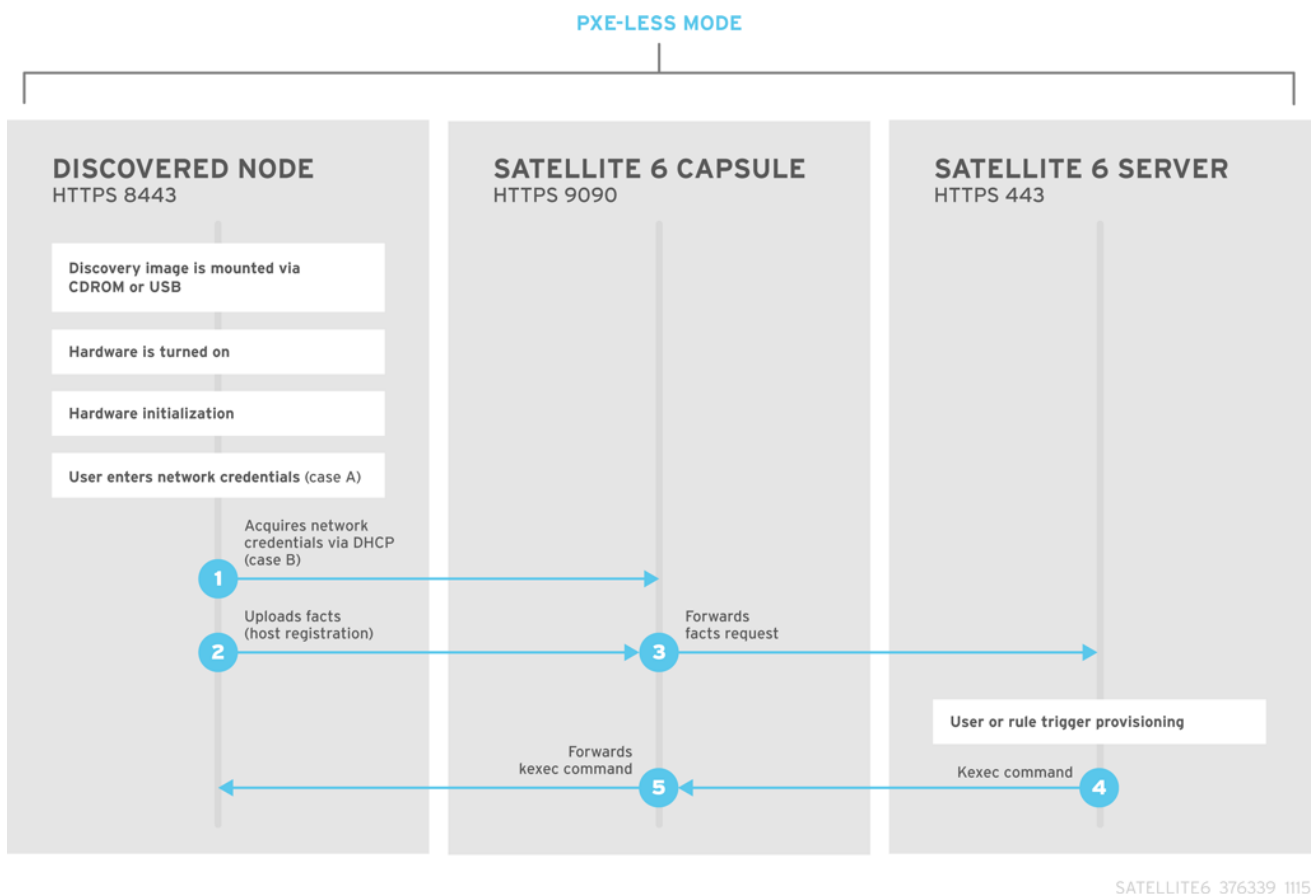 PXE-LESS MODE
DISCOVERED NODE
HTTPS 8443
SATELLITE 6 CAPSULE
HTTPS 9090
SATELLITE 6 SERVER
HTTPS 443
Discovery image is mounted via
CDROM or USB
Hardware is turned on
Hardware initialization
User enters network credentials (case A)
Acquires network
credentials via DHCP
(case B)
1
Uploads facts
(host registration)
2
Forwards
facts request
3
User or rule trigger provisioning
Kexec command
4
Forwards
kexec command
5
SATELLITE6_376339_1115